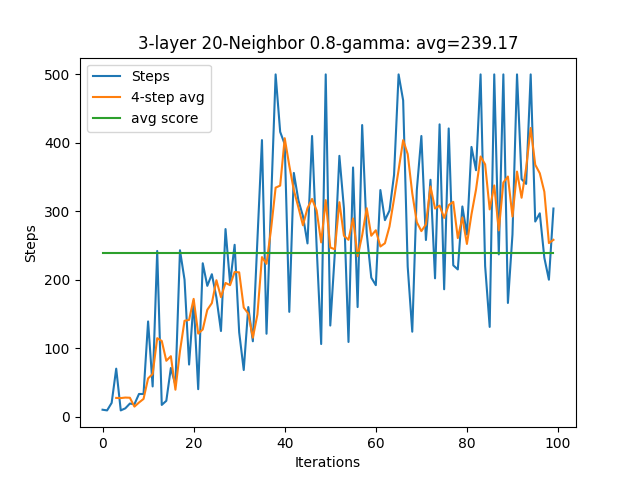 3-layer 20-Neighbor 0.8-gamma: avg=239.17
Steps
4-step avg
avg score
500
400
300
200
100
0
Steps
0 20 40 60 80 100
Iterations